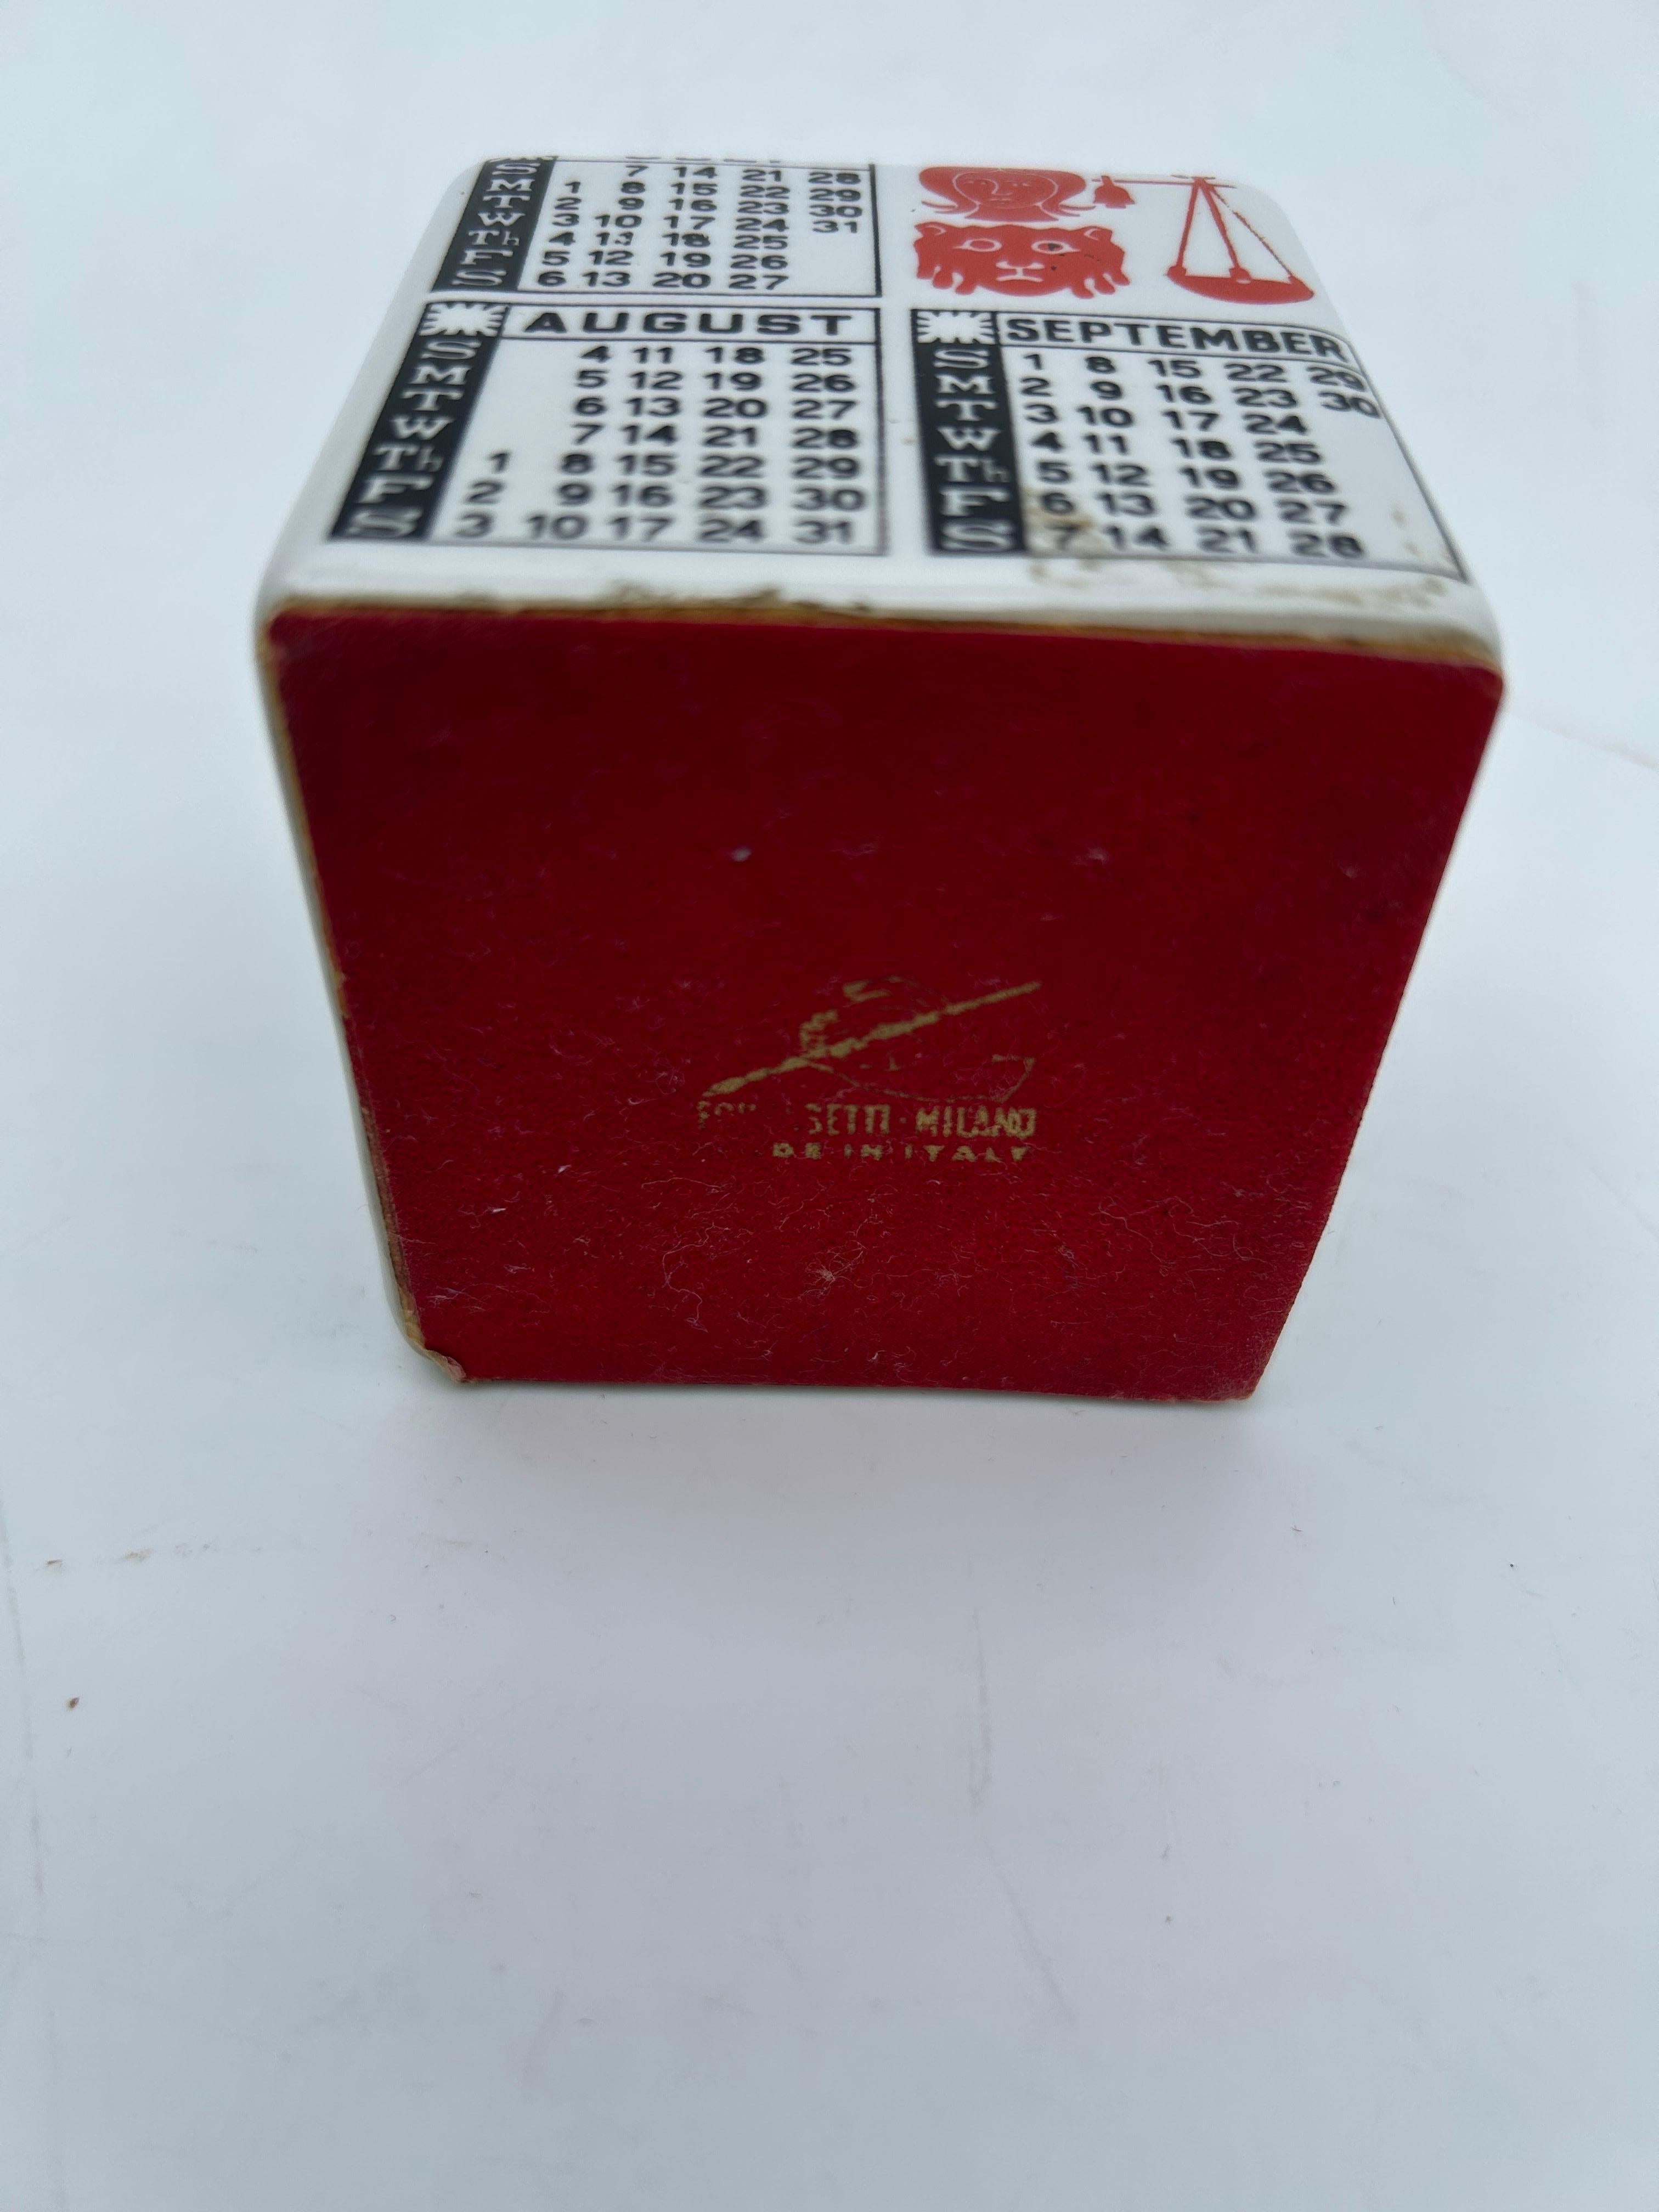 S 7 14 21 28
M 1 8 15 22 29
T 2 9 16 23 30
W 3 10 17 24 31
Th 4 11 18 25
F 5 12 19 26
S 6 13 20 27
AUGUST
S 4 11 18 25
M 5 12 19 26
T 6 13 20 27
W 7 14 21 28
Th 1 8 15 22 29
F 2 9 16 23 30
S 3 10 17 24 31
SEPTEMBER
S 1 8 15 22 29
M 2 9 16 23 30
T 3 10 17 24
W 4 11 18 25
Th 5 12 19 26
F 6 13 20 27
S 7 14 21 28
SETTI · MILANO
DE IN ITALY